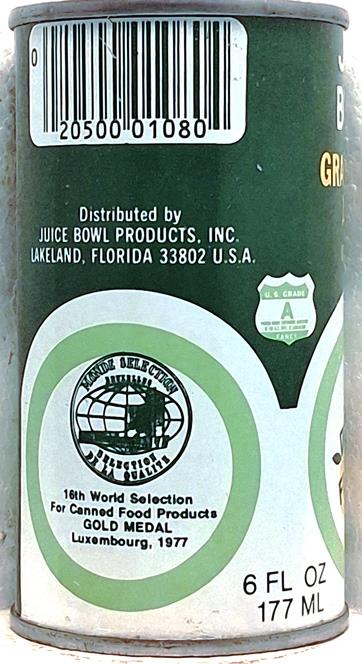 0 20500 01080
J
B
GRA
Distributed by
JUICE BOWL PRODUCTS, INC.
LAKELAND, FLORIDA 33802 U.S.A.
U.S. GRADE
A
FANCY
MONDE SELECTION
SELECTION
DE LA QUALITE
16th World Selection
For Canned Food Products
GOLD MEDAL
Luxembourg, 1977
6 FL OZ
177 ML